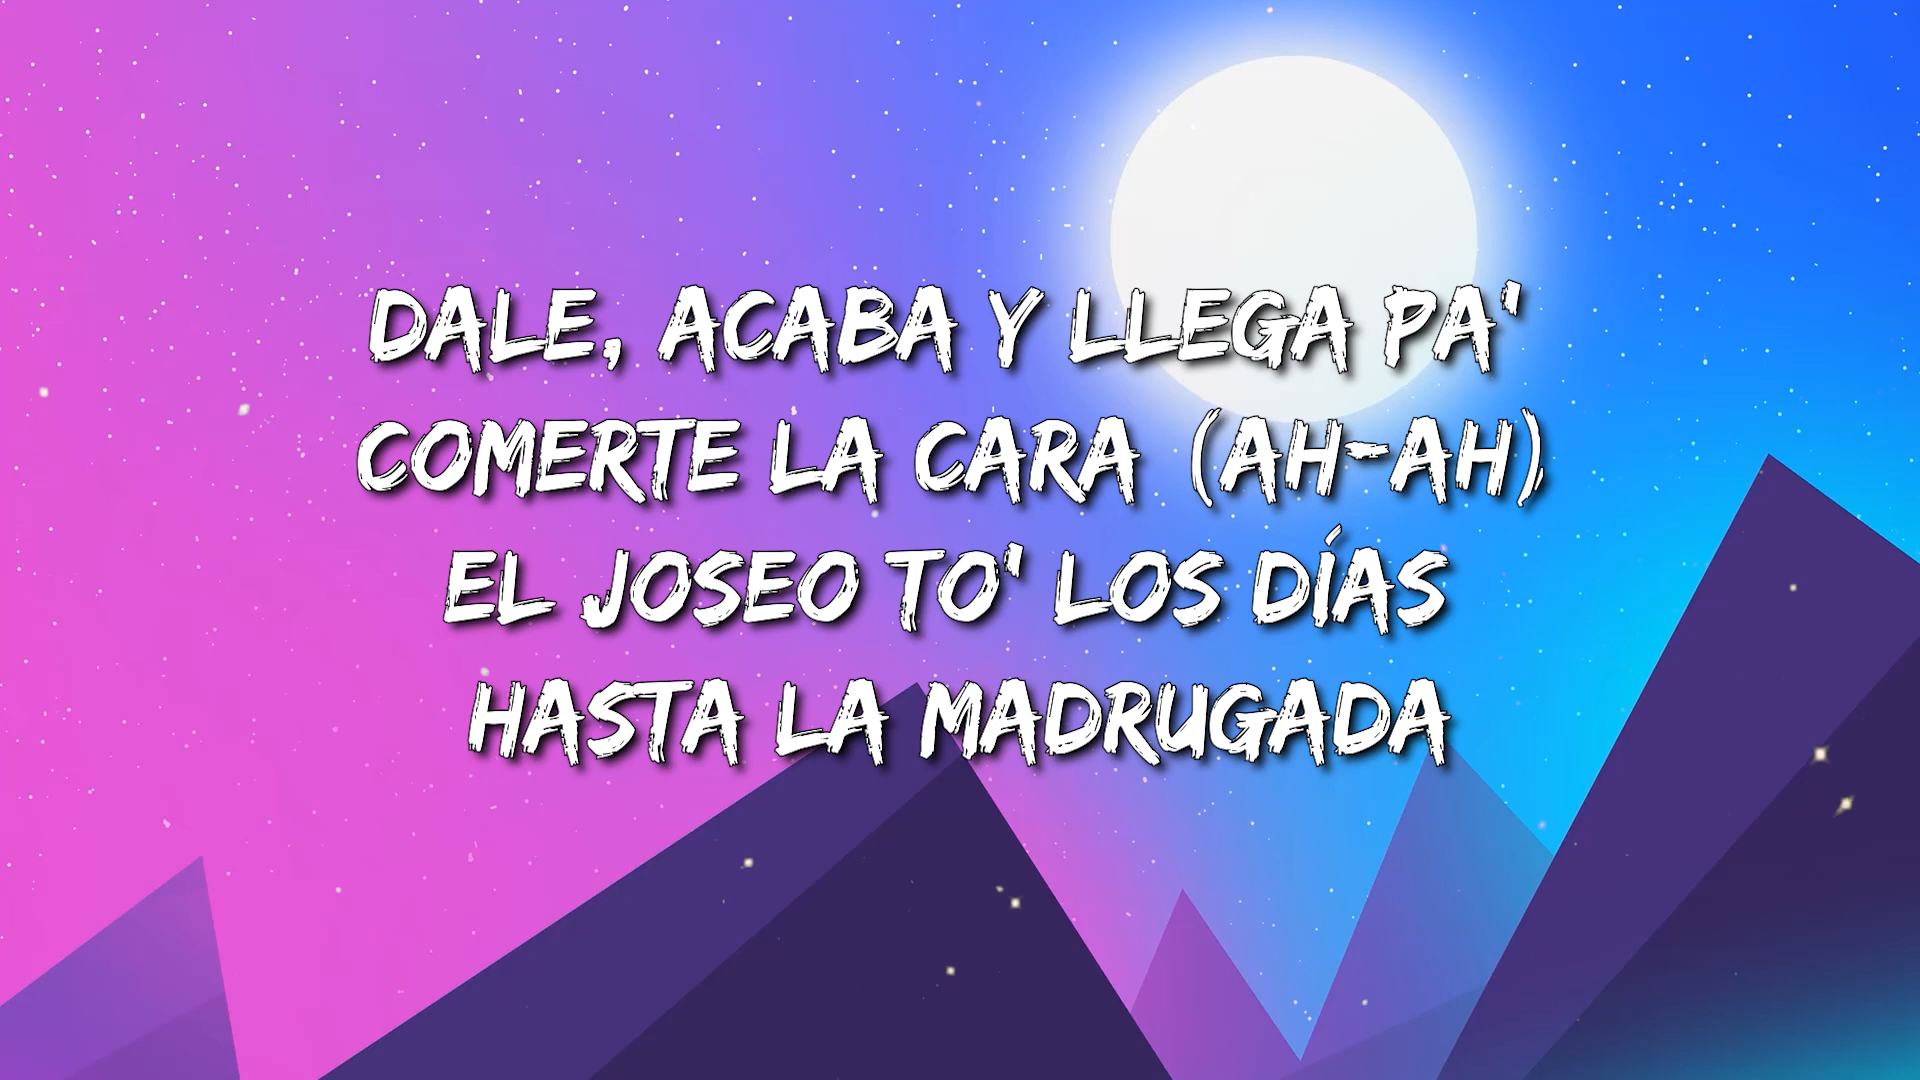 DALE, ACABA Y LLEGA PA'
COMERTE LA CARA (AH-AH)
EL JOSEO TO' LOS DÍAS
HASTA LA MADRUGADA